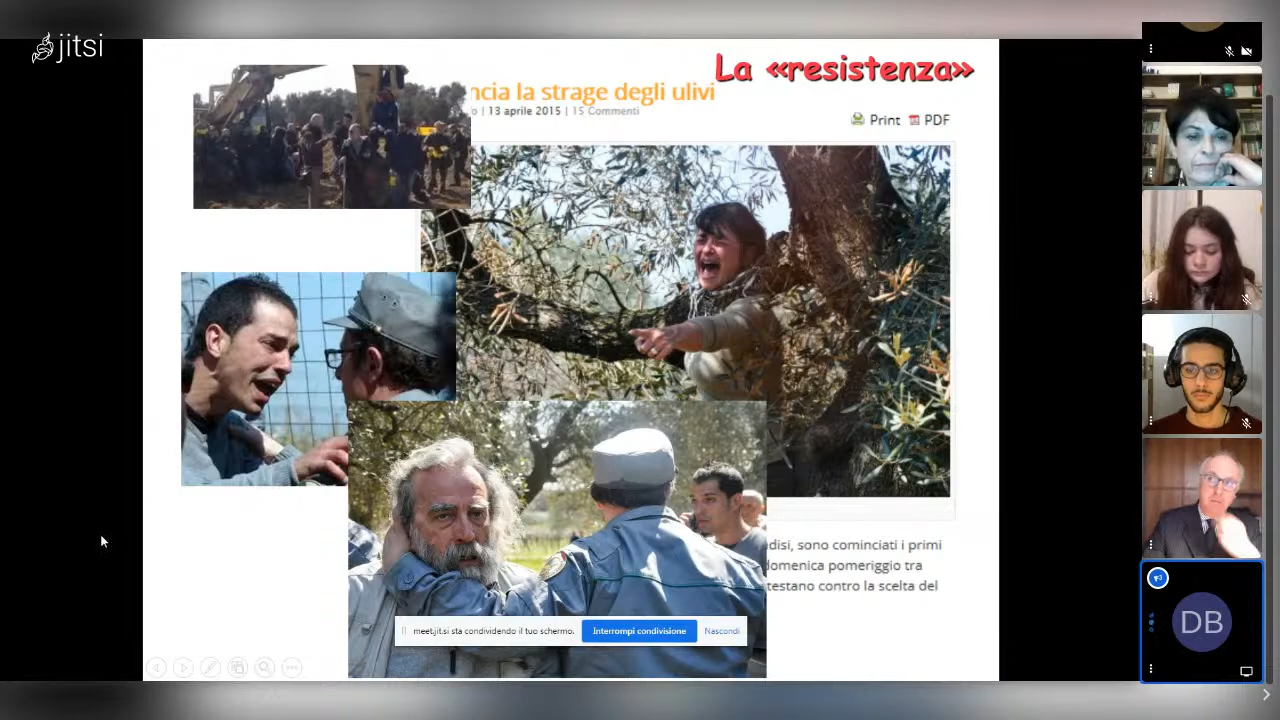 jitsi
La «resistenza»
ncia la strage degli ulivi
o | 13 aprile 2015 | 15 Commenti
Print PDF
disi, sono cominciati i primi
domenica pomeriggio tra
testano contro la scelta del
meet.jit.si sta condividendo il tuo schermo.
Interrompi condivisione
Nascondi
DB